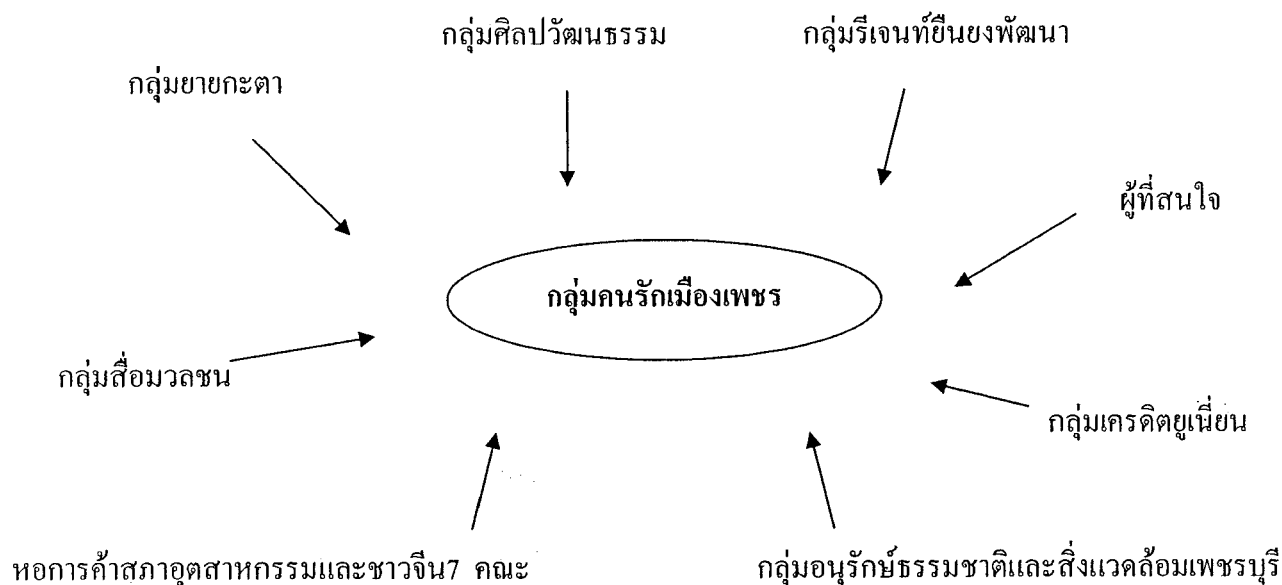 กลุ่มศิลปวัฒนธรรม
กลุ่มรีเจนท์ยืนยงพัฒนา
กลุ่มยายกะตา
ผู้ที่สนใจ
กลุ่มคนรักเมืองเพชร
กลุ่มสื่อมวลชน
กลุ่มเครดิตยูเนี่ยน
หอการค้าสภาอุตสาหกรรมและชาวจีน7 คณะ
กลุ่มอนุรักษ์ธรรมชาติและสิ่งแวดล้อมเพชรบุรี